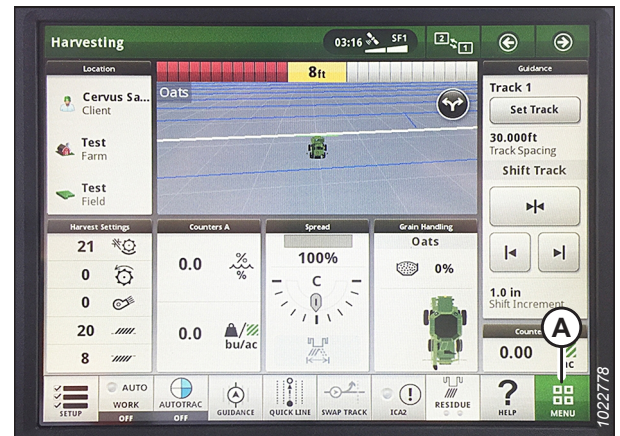 Harvesting
03:16 SF1
2 1
Location
8ft
Guidance
Cervus Sa...
Client
Oats
Track 1
Set Track
Test
Farm
30.000ft
Track Spacing
Shift Track
Test
Field
Harvest Settings
Counters A
Spread
Grain Handling
21
0
0
20
8
0.0 % %
0.0 bu/ac
100%
C
Oats
0%
1.0 in
Shift Increment
A
0.00
SETUP
AUTO
WORK
OFF
AUTOTRAC
OFF
GUIDANCE
QUICK LINE
SWAP TRACK
ICA2
RESIDUE
?
HELP
MENU
1022778